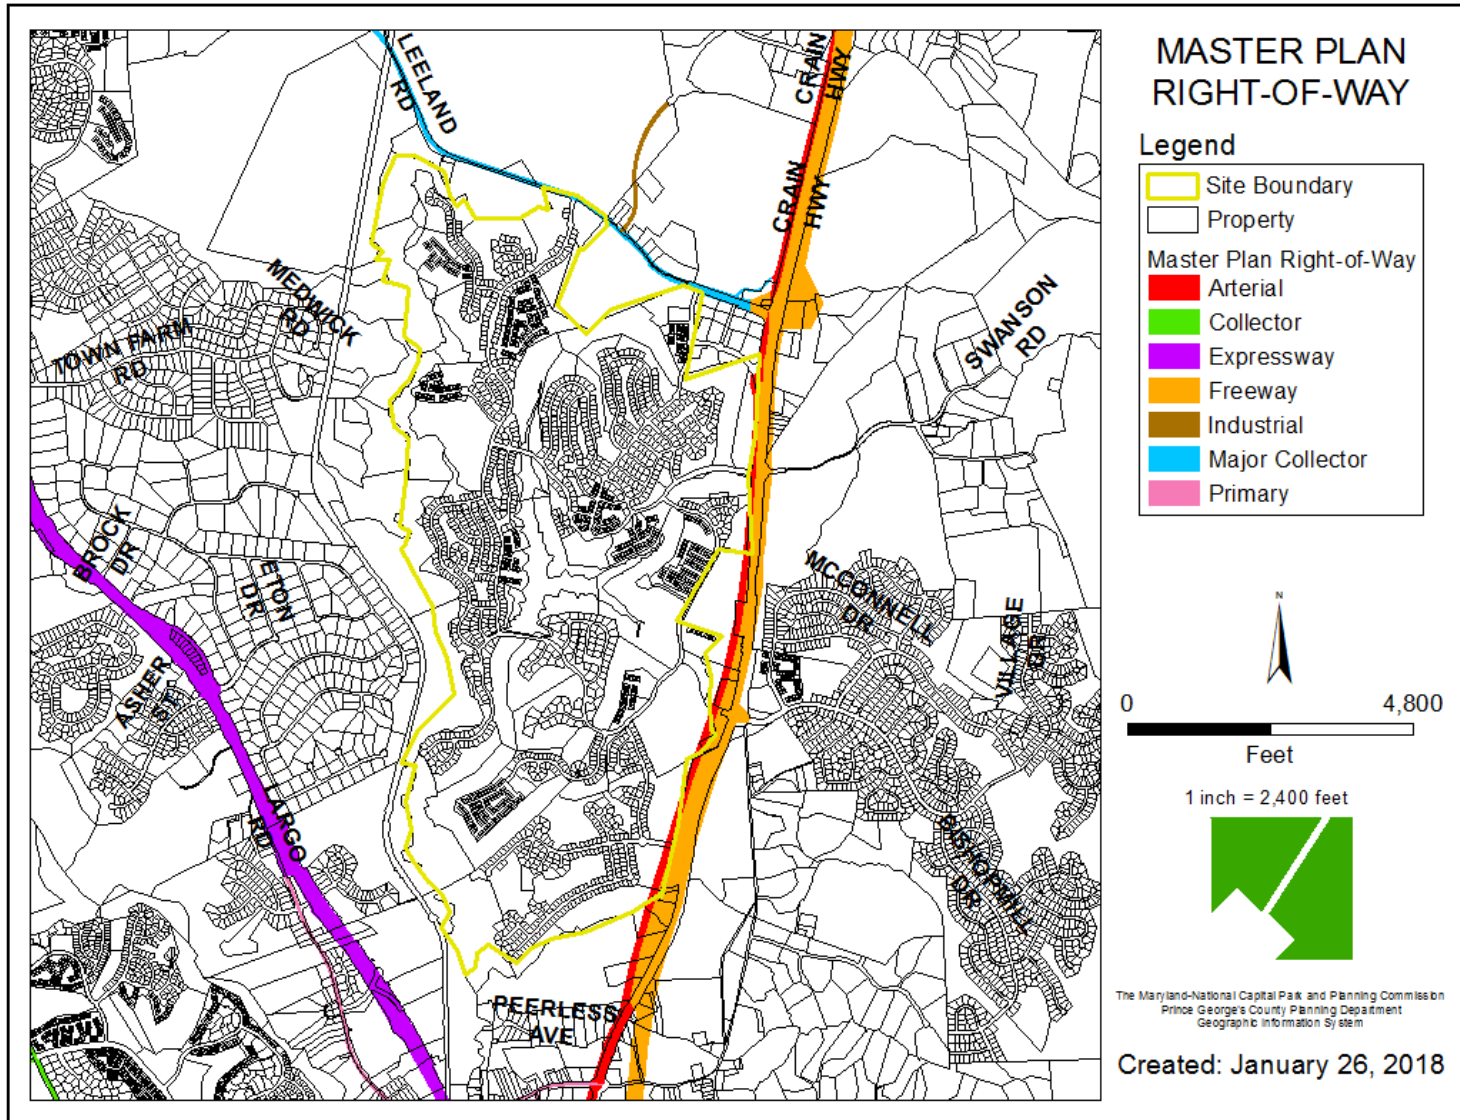 LEELAND
RD
CRAIN
HWY
CRAIN
HWY
MEDWICK
RD
TOWN FARM
RD
SWANSON
RD
BROCK
DR
ETON
DR
MCCONNELL
DR
VILLAGE
DR
ASHER
LARGO
RD
BISHOPMILL
DR
PEERLESS
AVE
MASTER PLAN
RIGHT-OF-WAY
Legend
Site Boundary
Property
Master Plan Right-of-Way
Arterial
Collector
Expressway
Freeway
Industrial
Major Collector
Primary
N
0 4,800
Feet
1 inch = 2,400 feet
The Maryland-National Capital Park and Planning Commission
Prince George's County Planning Department
Geographic Information System
Created: January 26, 2018